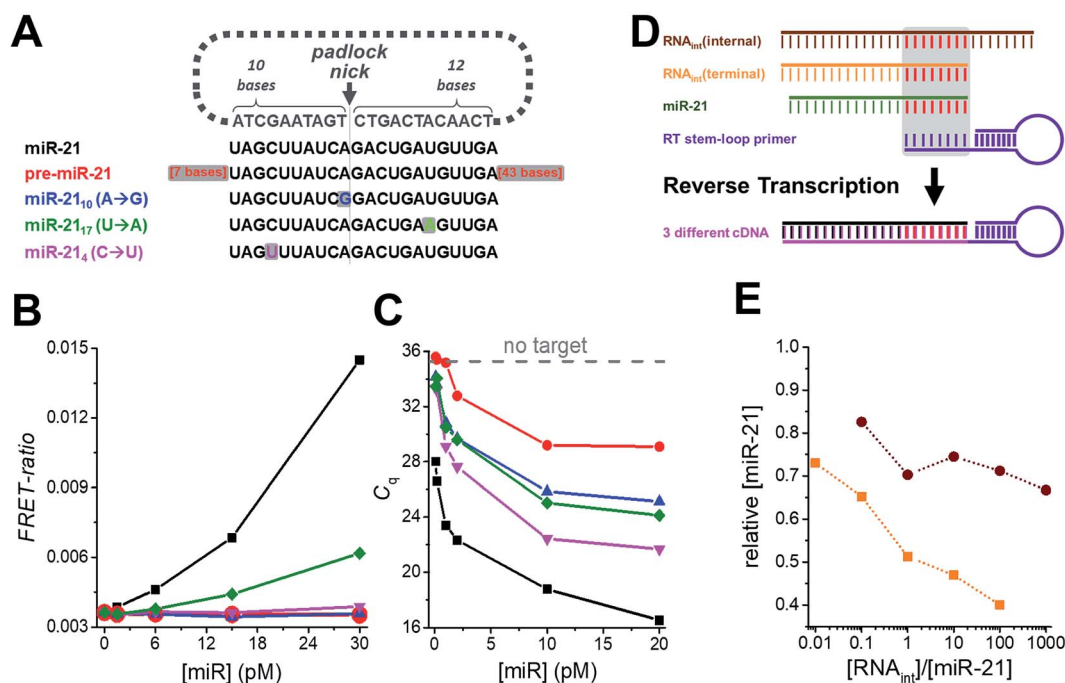 A
padlock
nick
10
bases
12
bases
ATCGAATAGT CTGACTACAACT
miR-21 UAGCUUAUCAGACUGAUGUUGA
pre-miR-21 [7 bases] UAGCUUAUCAGACUGAUGUUGA [43 bases]
miR-21₁₀ (A→G) UAGCUUAUCGGACUGAUGUUGA
miR-21₁₇ (U→A) UAGCUUAUCAGACUGAAGUUGA
miR-21₄ (C→U) UAGUUUAUCAGACUGAUGUUGA
D
RNAint(internal)
RNAint(terminal)
miR-21
RT stem-loop primer
Reverse Transcription
3 different cDNA
B
FRET-ratio
0.015
0.012
0.009
0.006
0.003
0 6 12 18 24 30
[miR] (pM)
C
Cq
36
32
28
24
20
16
no target
0 5 10 15 20
[miR] (pM)
E
relative [miR-21]
1.0
0.9
0.8
0.7
0.6
0.5
0.4
0.01 0.1 1 10 100 1000
[RNAint]/[miR-21]